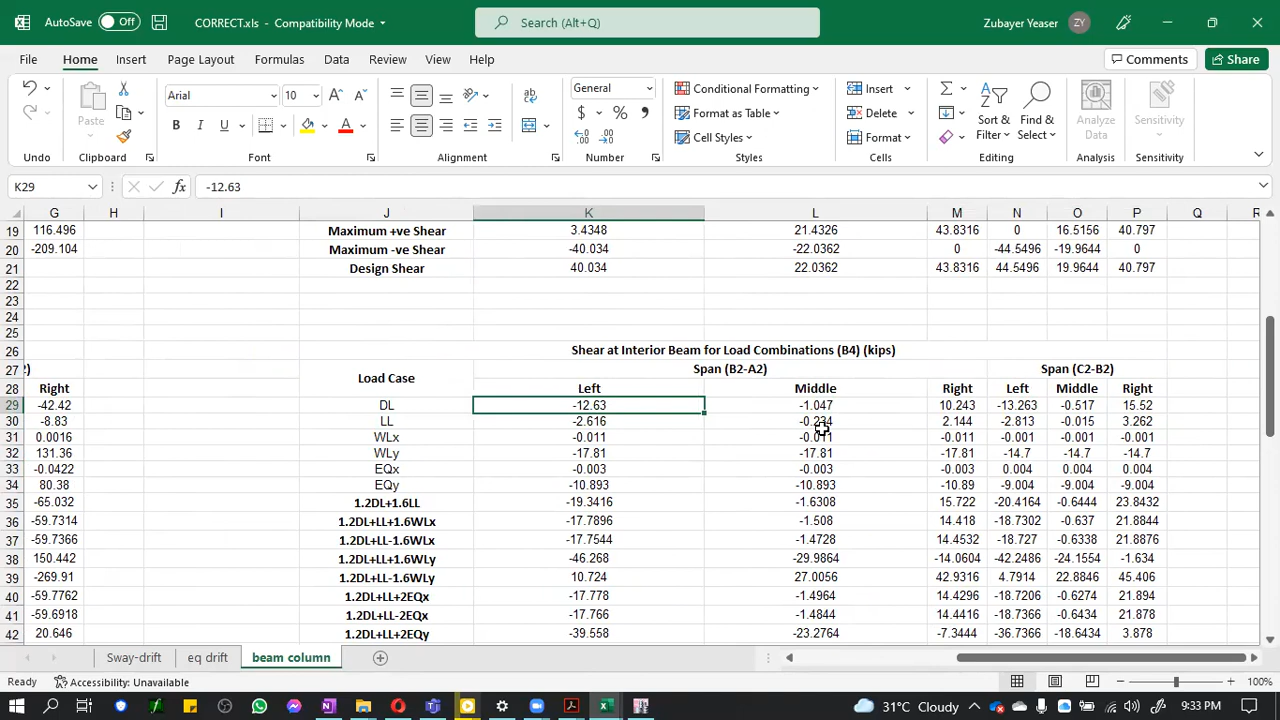 AutoSave Off CORRECT.xls - Compatibility Mode Search (Alt+Q) Zubayer Yeaser ZY
File Home Insert Page Layout Formulas Data Review View Help Comments Share
Arial 10 General Conditional Formatting Insert
Paste Format as Table Delete Sort & Find & Analyze Sensitivity
B I U A $ % Cell Styles Format Filter Select Data
Undo Clipboard Font Alignment Number Styles Cells Editing Analysis Sensitivity
K29 fx -12.63
G H I J K L M N O P Q R
19 116.496 Maximum +ve Shear 3.4348 21.4326 43.8316 0 16.5156 40.797
20 -209.104 Maximum -ve Shear -40.034 -22.0362 0 -44.5496 -19.9644 0
21 Design Shear 40.034 22.0362 43.8316 44.5496 19.9644 40.797
22
23
24
25
26 Shear at Interior Beam for Load Combinations (B4) (kips)
27 !) Load Case Span (B2-A2) Span (C2-B2)
28 Right Left Middle Right Left Middle Right
29 -42.42 DL -12.63 -1.047 10.243 -13.263 -0.517 15.52
30 -8.83 LL -2.616 -0.234 2.144 -2.813 -0.015 3.262
31 0.0016 WLx -0.011 -0.011 -0.011 -0.001 -0.001 -0.001
32 131.36 WLy -17.81 -17.81 -17.81 -14.7 -14.7 -14.7
33 -0.0422 EQx -0.003 -0.003 -0.003 0.004 0.004 0.004
34 80.38 EQy -10.893 -10.893 -10.89 -9.004 -9.004 -9.004
35 -65.032 1.2DL+1.6LL -19.3416 -1.6308 15.722 -20.4164 -0.6444 23.8432
36 -59.7314 1.2DL+LL+1.6WLx -17.7896 -1.508 14.418 -18.7302 -0.637 21.8844
37 -59.7366 1.2DL+LL-1.6WLx -17.7544 -1.4728 14.4532 -18.727 -0.6338 21.8876
38 150.442 1.2DL+LL+1.6WLy -46.268 -29.9864 -14.0604 -42.2486 -24.1554 -1.634
39 -269.91 1.2DL+LL-1.6WLy 10.724 27.0056 42.9316 4.7914 22.8846 45.406
40 -59.7762 1.2DL+LL+2EQx -17.778 -1.4964 14.4296 -18.7206 -0.6274 21.894
41 -59.6918 1.2DL+LL-2EQx -17.766 -1.4844 14.4416 -18.7366 -0.6434 21.878
42 20.646 1.2DL+LL+2EQy -39.558 -23.2764 -7.3444 -36.7366 -18.6434 3.878
Sway-drift eq drift beam column
Ready Accessibility: Unavailable 100%
31°C Cloudy 9:33 PM